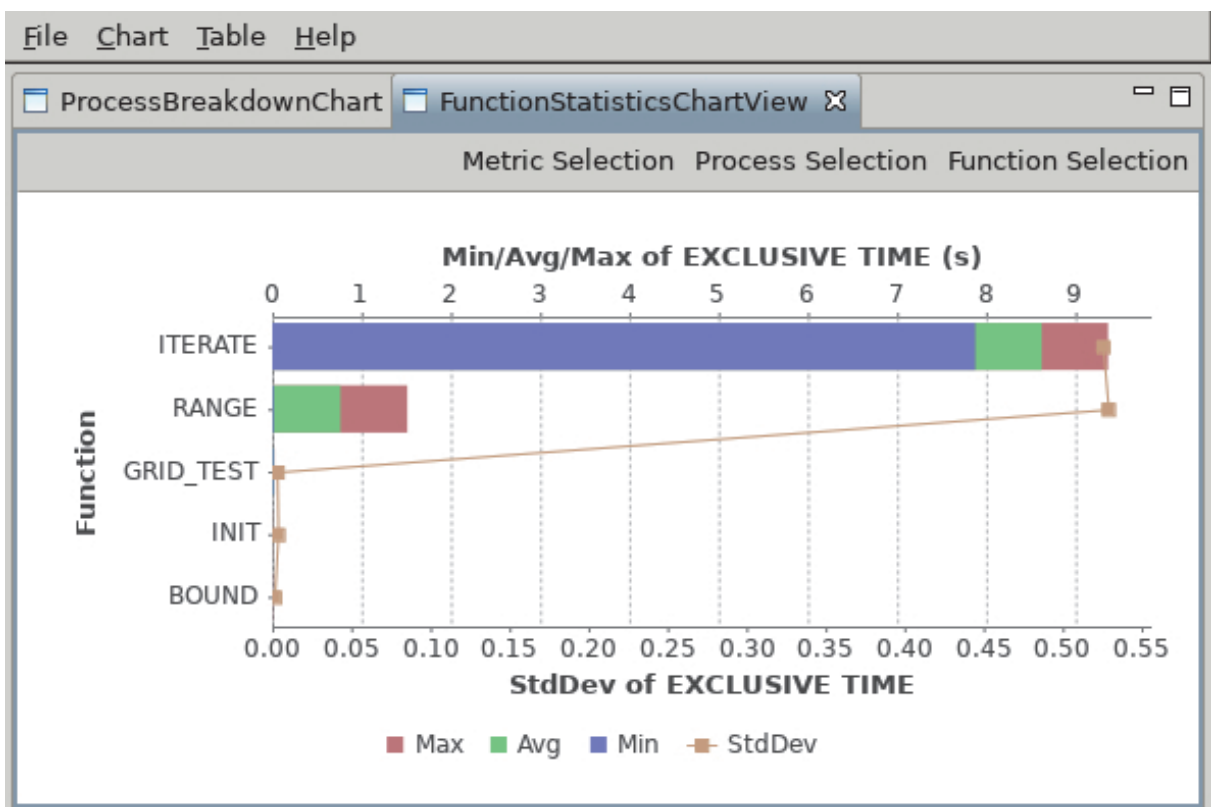 File Chart Table Help
ProcessBreakdownChart FunctionStatisticsChartView
Metric Selection Process Selection Function Selection
Min/Avg/Max of EXCLUSIVE TIME (s)
0 1 2 3 4 5 6 7 8 9
Function
ITERATE
RANGE
GRID_TEST
INIT
BOUND
0.00 0.05 0.10 0.15 0.20 0.25 0.30 0.35 0.40 0.45 0.50 0.55
StdDev of EXCLUSIVE TIME
Max Avg Min StdDev